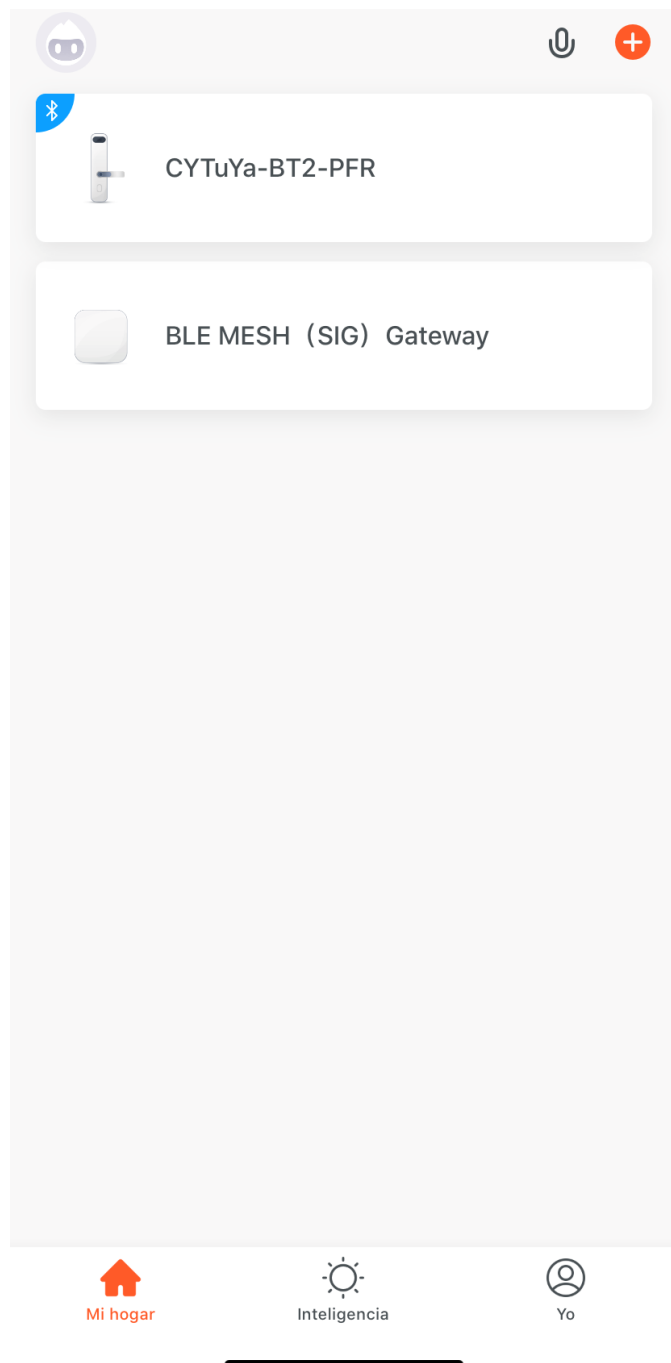 CYTuYa-BT2-PFR
BLE MESH（SIG）Gateway
Mi hogar
Inteligencia
Yo